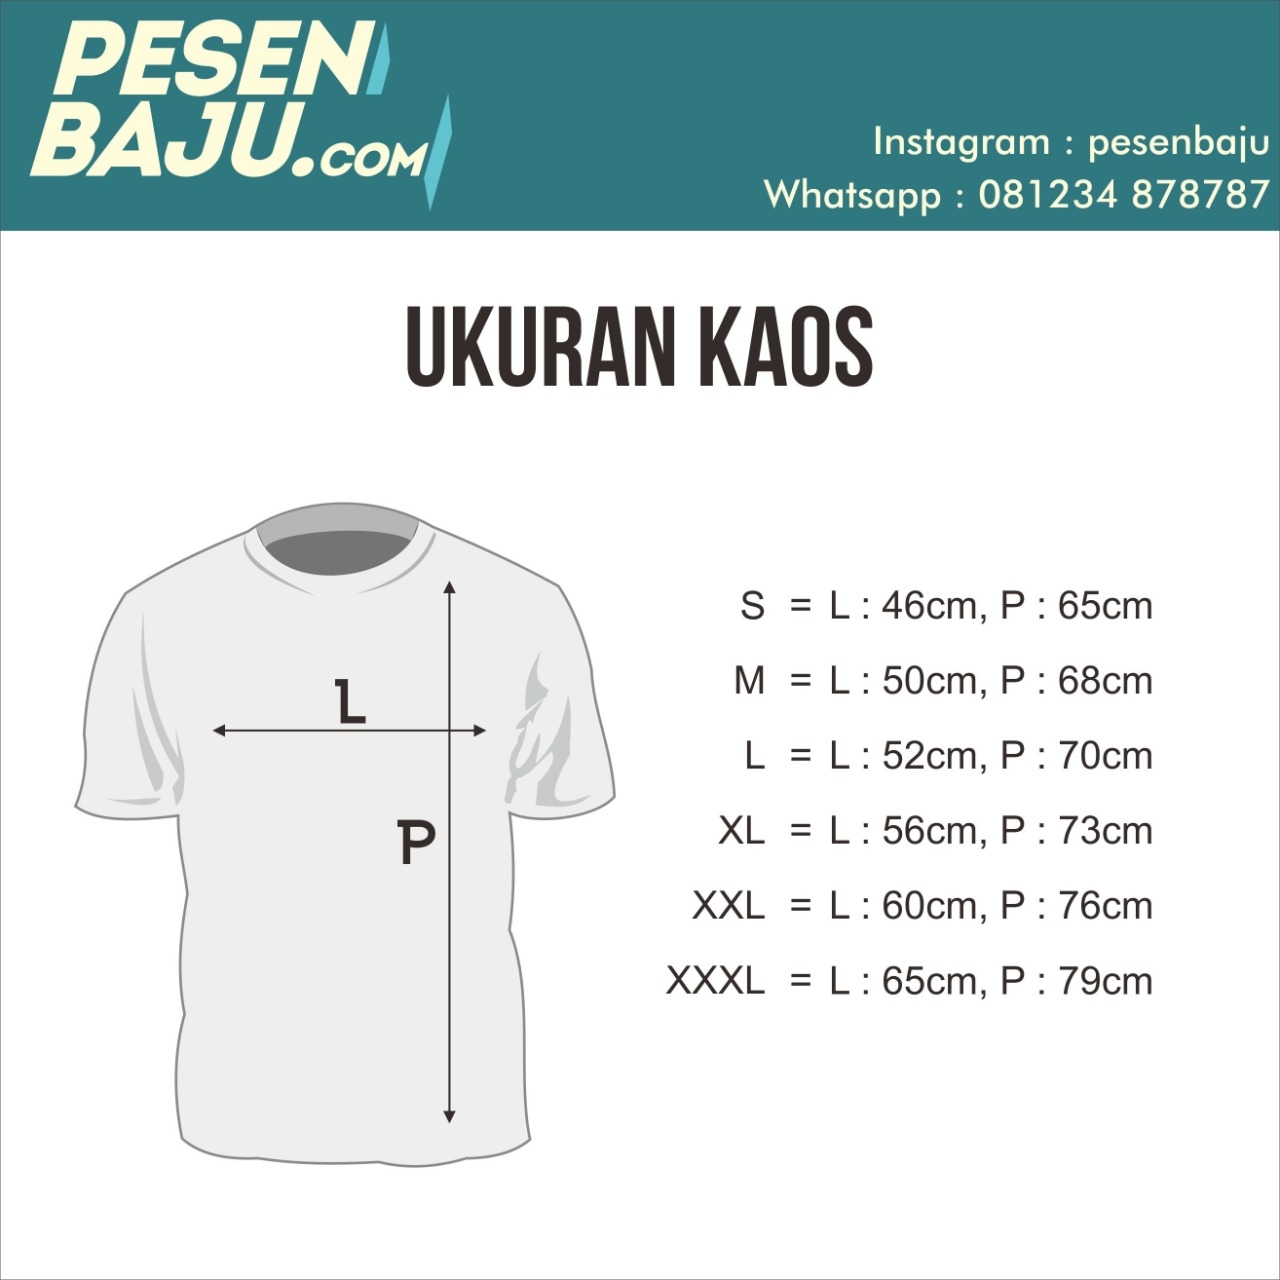 PESEN
BAJU.COM
Instagram : pesenbaju
Whatsapp : 081234 878787
UKURAN KAOS
L
P
S = L : 46cm, P : 65cm
M = L : 50cm, P : 68cm
L = L : 52cm, P : 70cm
XL = L : 56cm, P : 73cm
XXL = L : 60cm, P : 76cm
XXXL = L : 65cm, P : 79cm